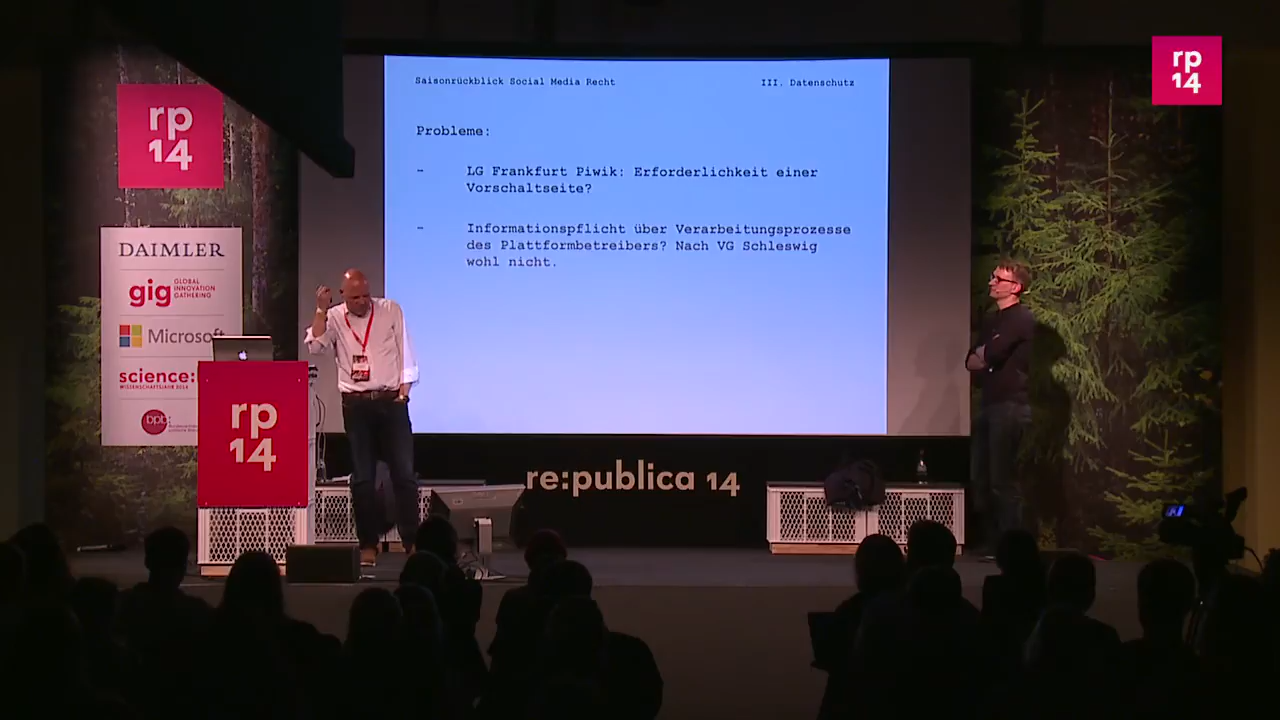 rp
14
rp
14
Saisonrückblick Social Media Recht
III. Datenschutz
Probleme:
- LG Frankfurt Piwik: Erforderlichkeit einer
Vorschaltseite?
- Informationspflicht über Verarbeitungsprozesse
des Plattformbetreibers? Nach VG Schleswig
wohl nicht.
DAIMLER
gig GLOBAL
INNOVATION
GATHERING
Microsoft
science:
bpb:
rp
14
re:publica 14